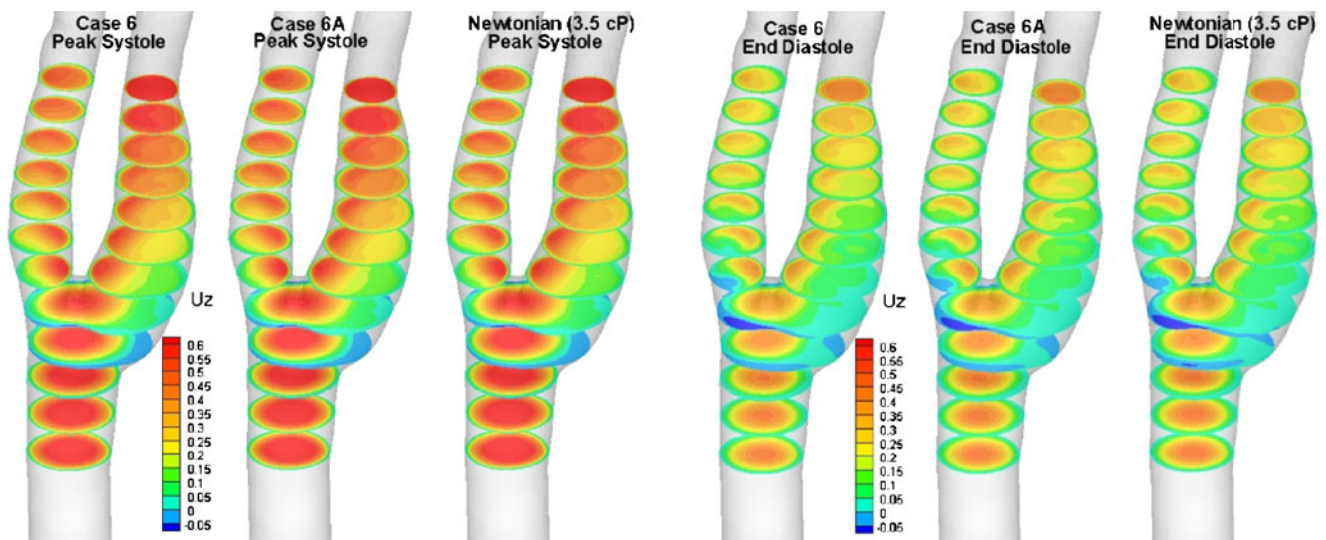 Case 6
Peak Systole
Case 6A
Peak Systole
Newtonian (3.5 cP)
Peak Systole
Case 6
End Diastole
Case 6A
End Diastole
Newtonian (3.5 cP)
End Diastole
Uz
0.6
0.55
0.5
0.45
0.4
0.35
0.3
0.25
0.2
0.15
0.1
0.05
0
-0.05
Uz
0.6
0.55
0.5
0.45
0.4
0.35
0.3
0.25
0.2
0.15
0.1
0.05
0
-0.05